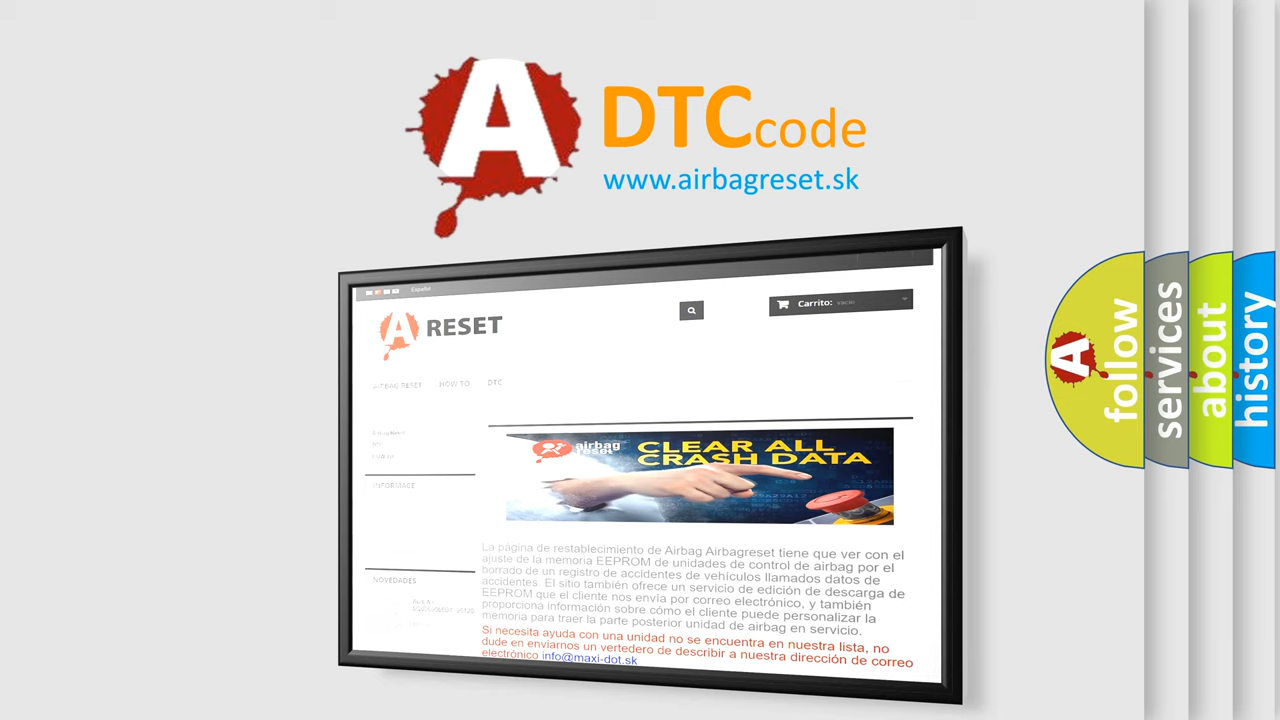 A
DTC code
www.airbagreset.sk
Español
A RESET
Carrito: vacío
AIRBAG RESET HOW TO DTC
INFORMACE
airbag
reset
CLEAR ALL
CRASH DATA
La página de restablecimiento de Airbag Airbagreset tiene que ver con el
ajuste de la memoria EEPROM de unidades de control de airbag por el
borrado de un registro de accidentes de vehículos llamados datos de
accidentes. El sitio también ofrece un servicio de edición de descarga de
EEPROM que el cliente nos envía por correo electrónico, y también
proporciona información sobre cómo el cliente puede personalizar la
memoria para traer la parte posterior unidad de airbag en servicio.
Si necesita ayuda con una unidad no se encuentra en nuestra lista, no
dude en enviarnos un vertedero de describir a nuestra dirección de correo
electrónico info@maxi-dot.sk
NOVEDADES
A
follow
services
about
history